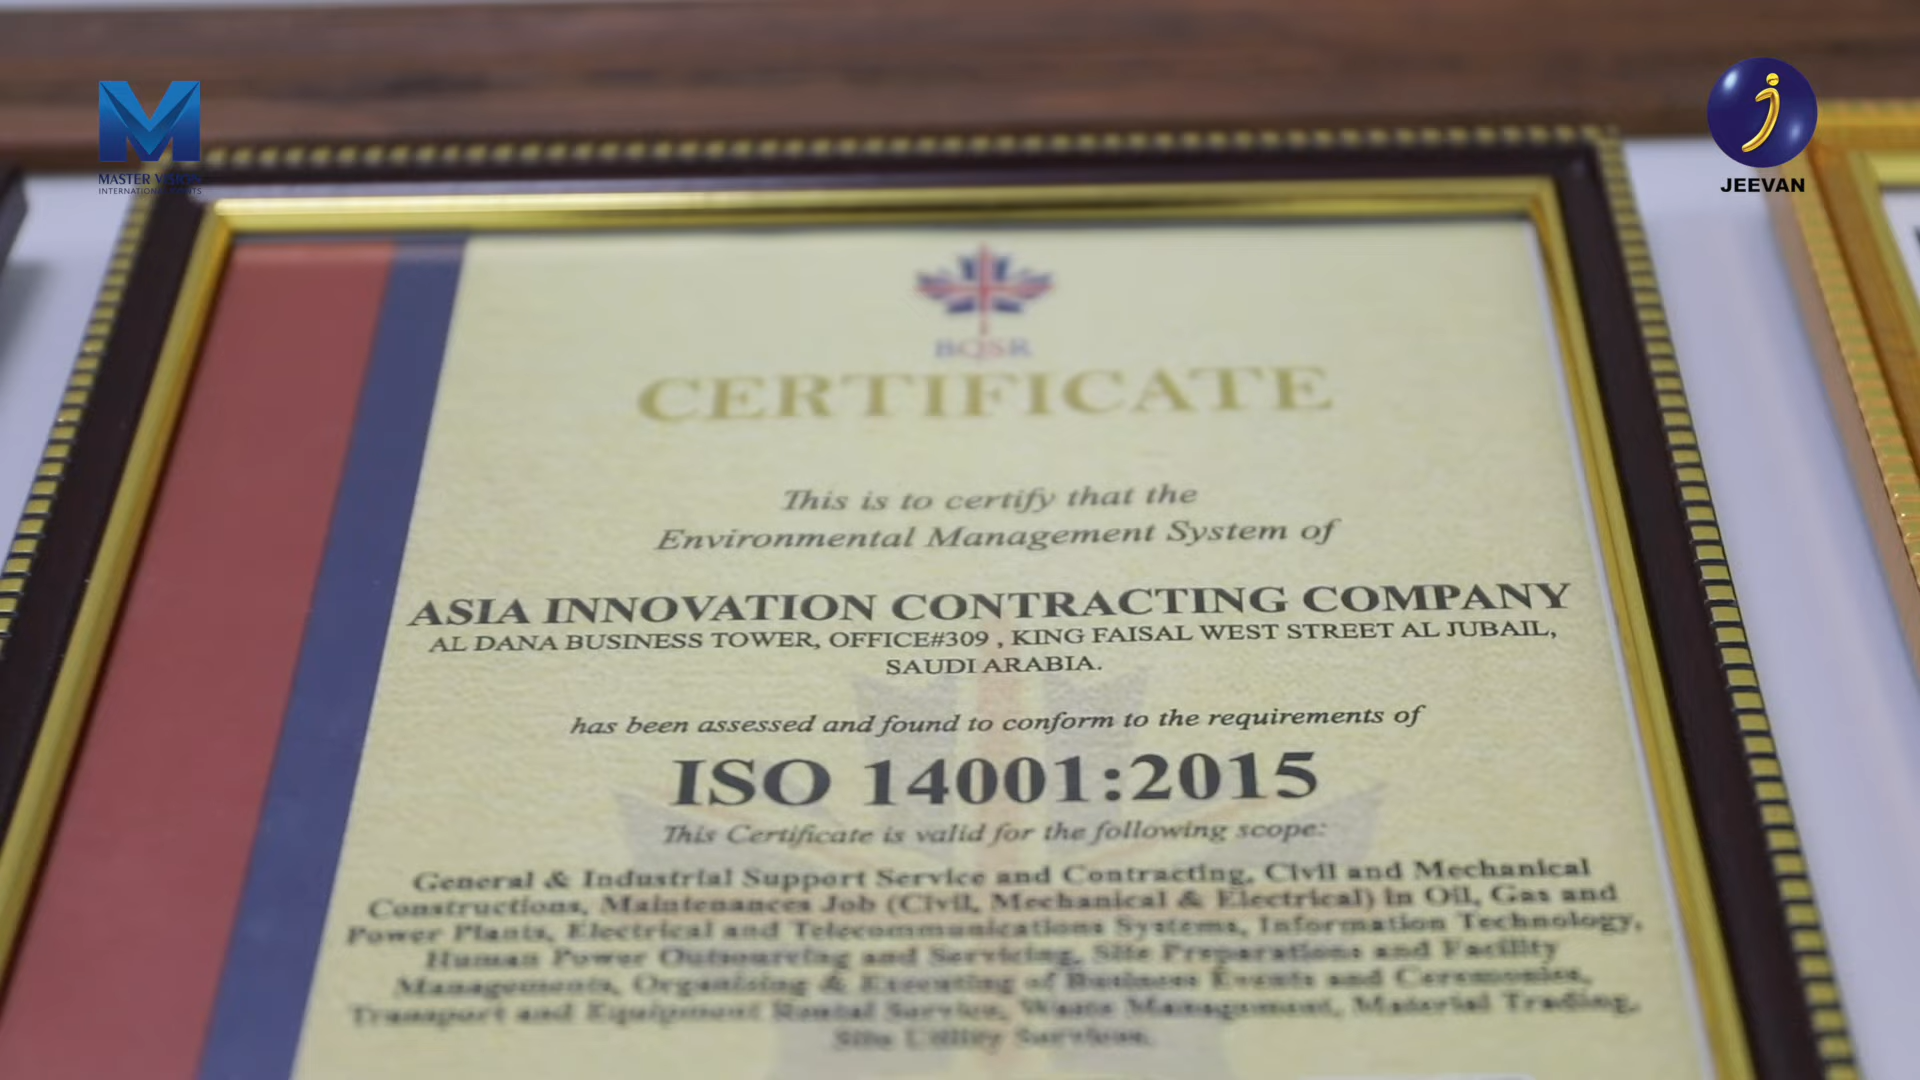 MASTER VISION
INTERNATIONAL EVENTS
JEEVAN
BQSR
CERTIFICATE
This is to certify that the
Environmental Management System of
ASIA INNOVATION CONTRACTING COMPANY
AL DANA BUSINESS TOWER, OFFICE#309 , KING FAISAL WEST STREET AL JUBAIL,
SAUDI ARABIA.
has been assessed and found to conform to the requirements of
ISO 14001:2015
This Certificate is valid for the following scope:
General & Industrial Support Service and Contracting, Civil and Mechanical
Constructions, Maintenances Job (Civil, Mechanical & Electrical) in Oil, Gas and
Power Plants, Electrical and Telecommunications Systems, Information Technology,
Human Power Outsourcing and Servicing, Site Preparations and Facility
Managements, Organizing & Executing of Business Events and Ceremonies,
Transport and Equipment Rental Service, Waste Management, Material Trading,
Site Utility Services.